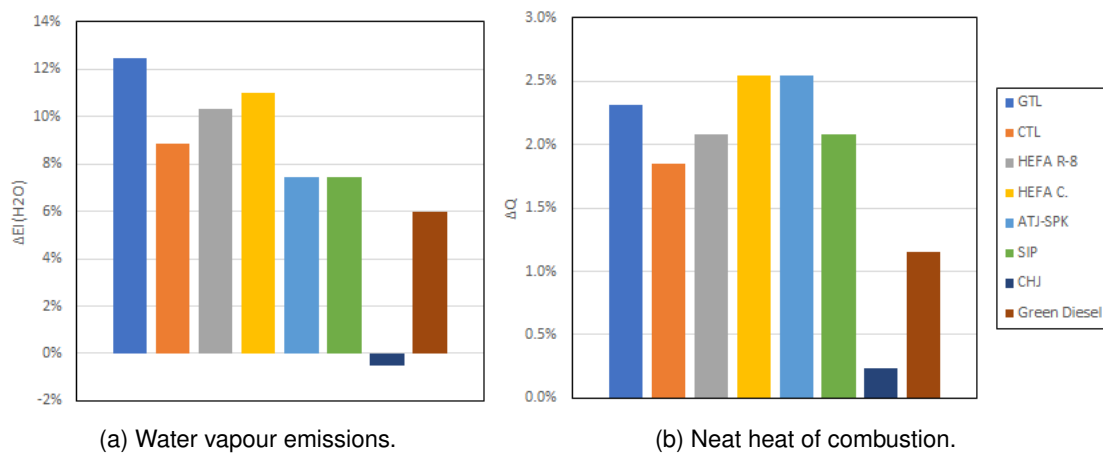 14%
12%
10%
8%
6%
4%
2%
0%
-2%
ΔEI(H2O)
(a) Water vapour emissions.
3.0%
2.5%
2.0%
1.5%
1.0%
0.5%
0.0%
ΔQ
(b) Neat heat of combustion.
GTL
CTL
HEFA R-8
HEFA C.
ATJ-SPK
SIP
CHJ
Green Diesel